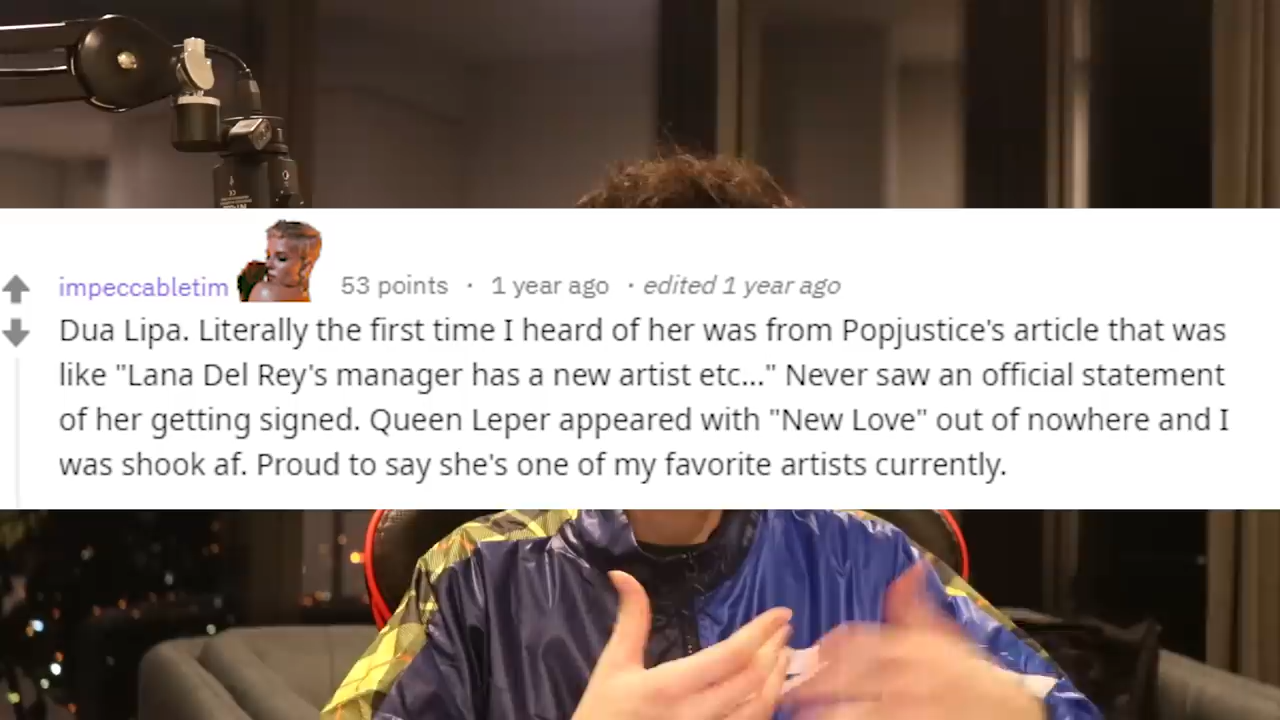 impeccabletim 53 points · 1 year ago · edited 1 year ago
Dua Lipa. Literally the first time I heard of her was from Popjustice's article that was
like "Lana Del Rey's manager has a new artist etc..." Never saw an official statement
of her getting signed. Queen Leper appeared with "New Love" out of nowhere and I
was shook af. Proud to say she's one of my favorite artists currently.